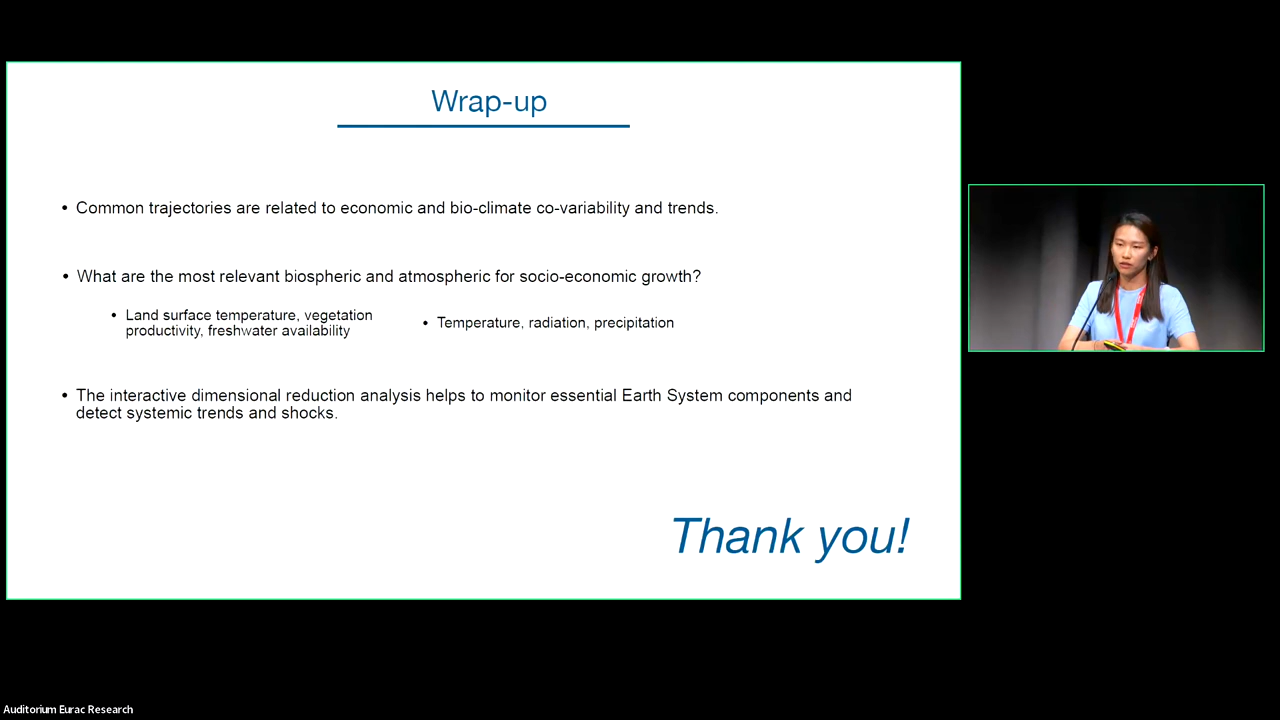 Wrap-up
• Common trajectories are related to economic and bio-climate co-variability and trends.
• What are the most relevant biospheric and atmospheric for socio-economic growth?
• Land surface temperature, vegetation
productivity, freshwater availability
• Temperature, radiation, precipitation
• The interactive dimensional reduction analysis helps to monitor essential Earth System components and
detect systemic trends and shocks.
Thank you!
Auditorium Eurac Research